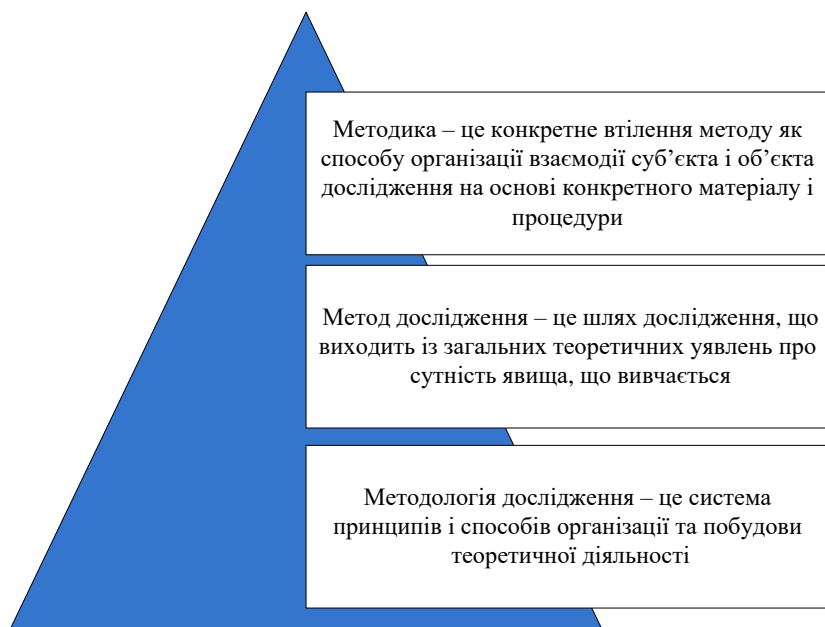 Методика – це конкретне втілення методу як
способу організації взаємодії суб’єкта і об’єкта
дослідження на основі конкретного матеріалу і
процедури
Метод дослідження – це шлях дослідження, що
виходить із загальних теоретичних уявлень про
сутність явища, що вивчається
Методологія дослідження – це система
принципів і способів організації та побудови
теоретичної діяльності